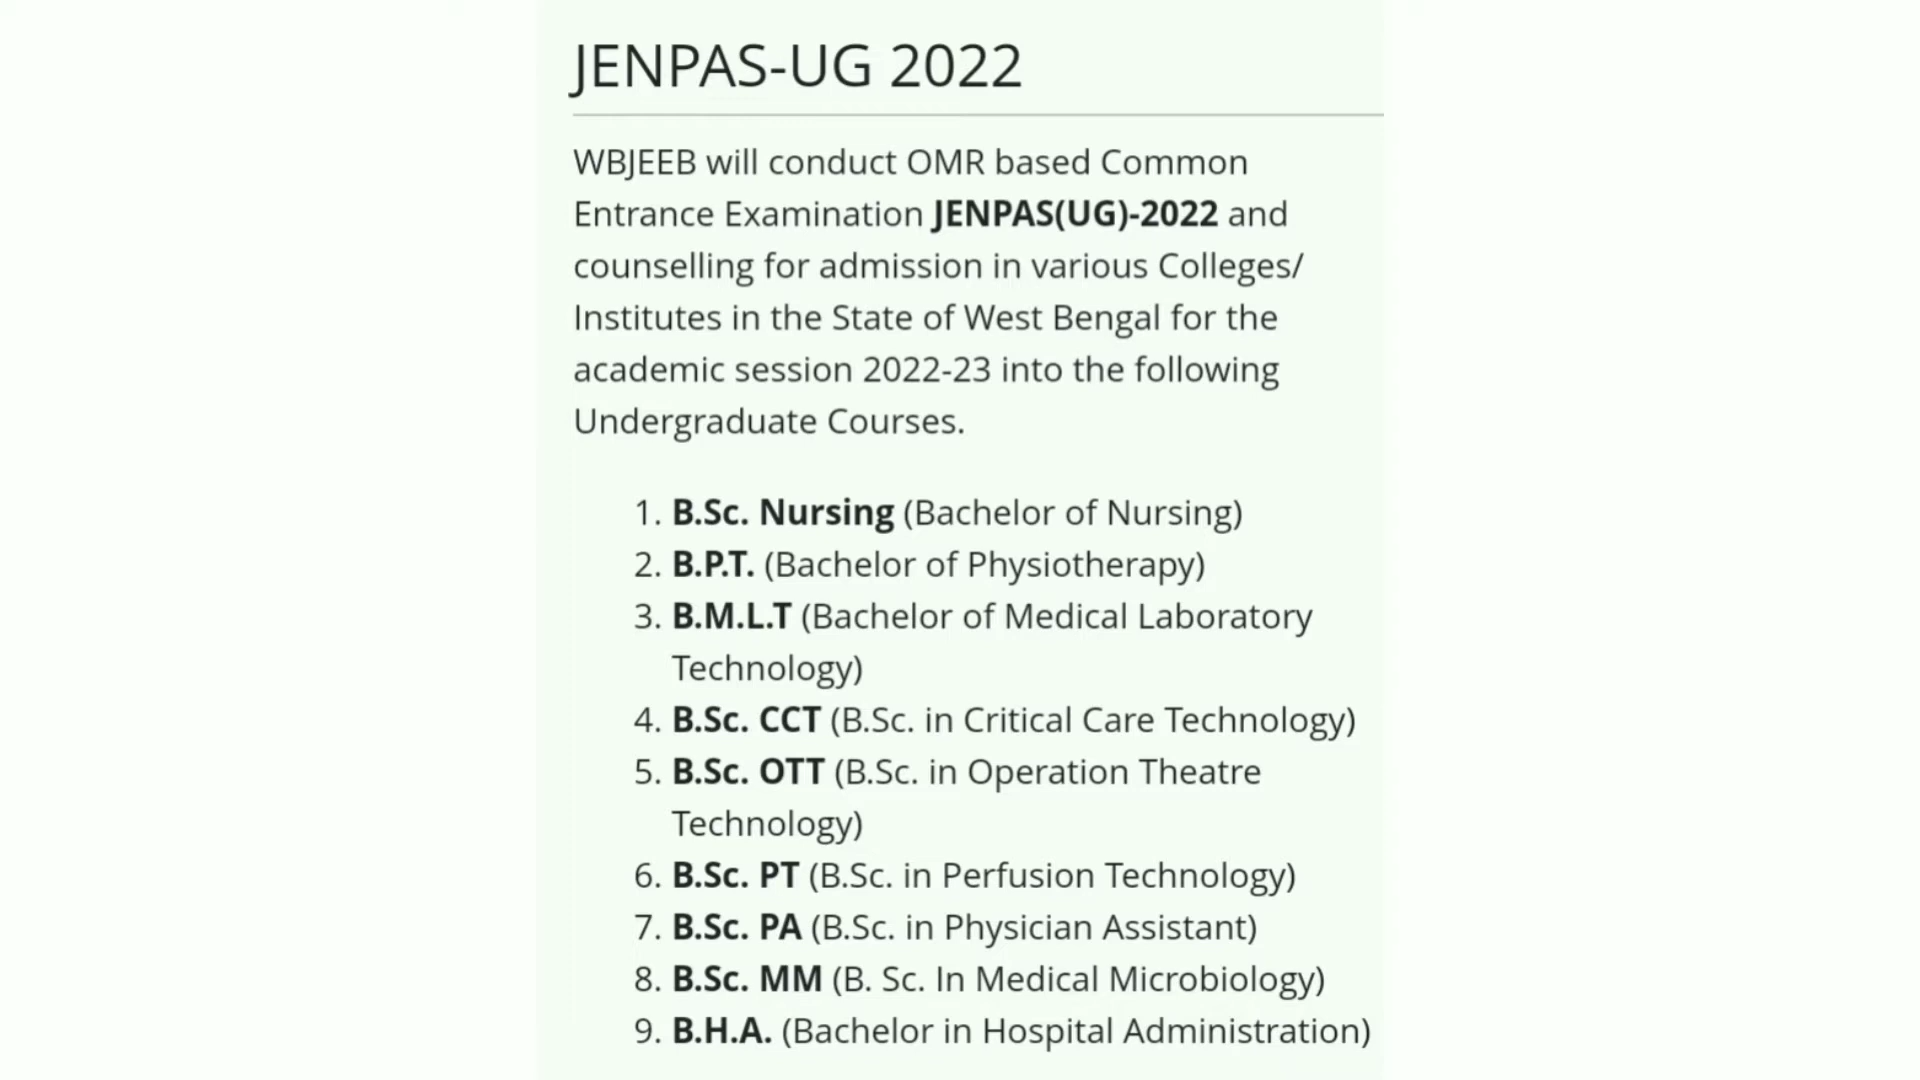 JENPAS-UG 2022
WBJEEB will conduct OMR based Common
Entrance Examination JENPAS(UG)-2022 and
counselling for admission in various Colleges/
Institutes in the State of West Bengal for the
academic session 2022-23 into the following
Undergraduate Courses.
1. B.Sc. Nursing (Bachelor of Nursing)
2. B.P.T. (Bachelor of Physiotherapy)
3. B.M.L.T (Bachelor of Medical Laboratory
Technology)
4. B.Sc. CCT (B.Sc. in Critical Care Technology)
5. B.Sc. OTT (B.Sc. in Operation Theatre
Technology)
6. B.Sc. PT (B.Sc. in Perfusion Technology)
7. B.Sc. PA (B.Sc. in Physician Assistant)
8. B.Sc. MM (B. Sc. In Medical Microbiology)
9. B.H.A. (Bachelor in Hospital Administration)